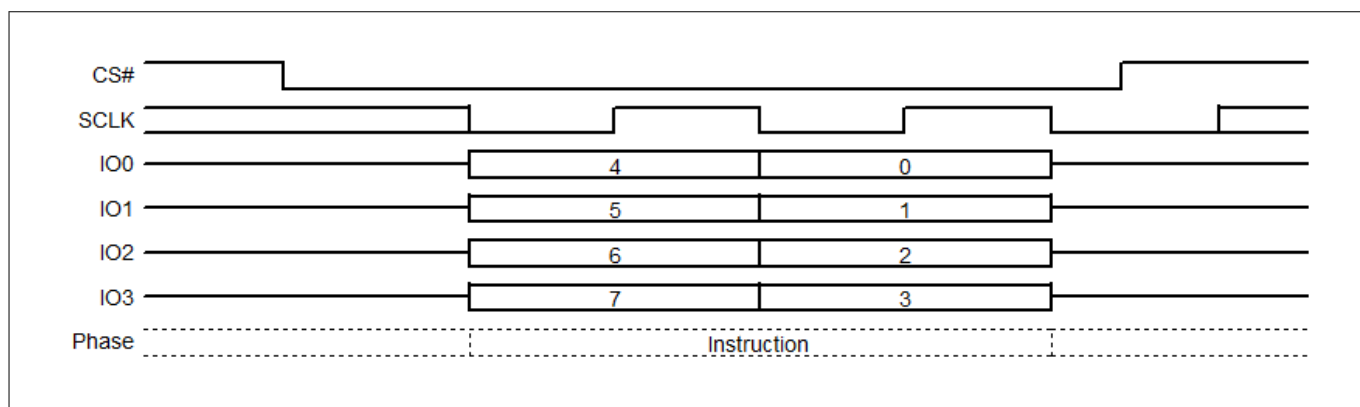 CS#
SCLK
IO0 4 0
IO1 5 1
IO2 6 2
IO3 7 3
Phase Instruction